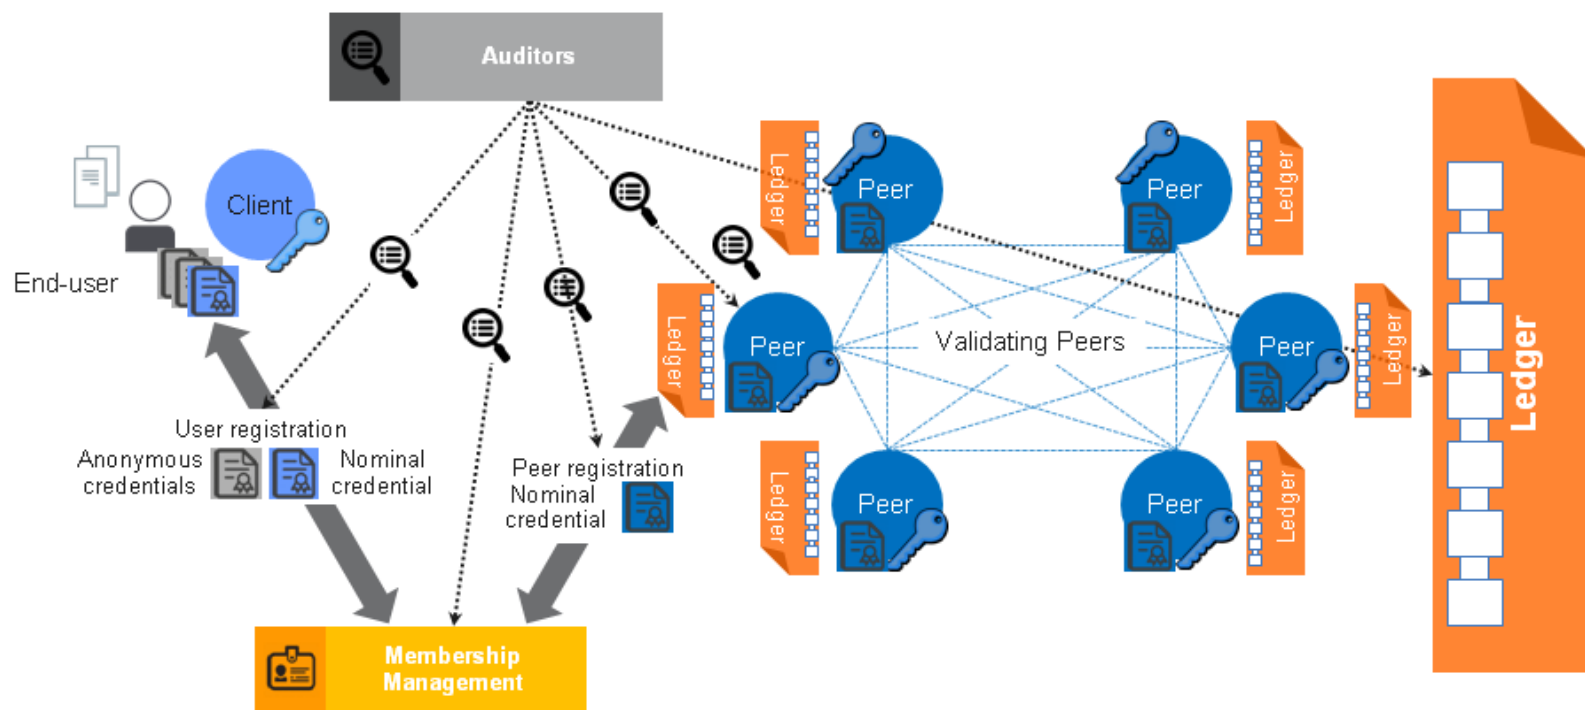 Auditors
Client
End-user
User registration
Anonymous
credentials
Nominal
credential
Peer registration
Nominal
credential
Membership
Management
Ledger
Peer
Peer
Ledger
Ledger
Peer
Validating Peers
Peer
Ledger
Ledger
Peer
Peer
Ledger
Ledger